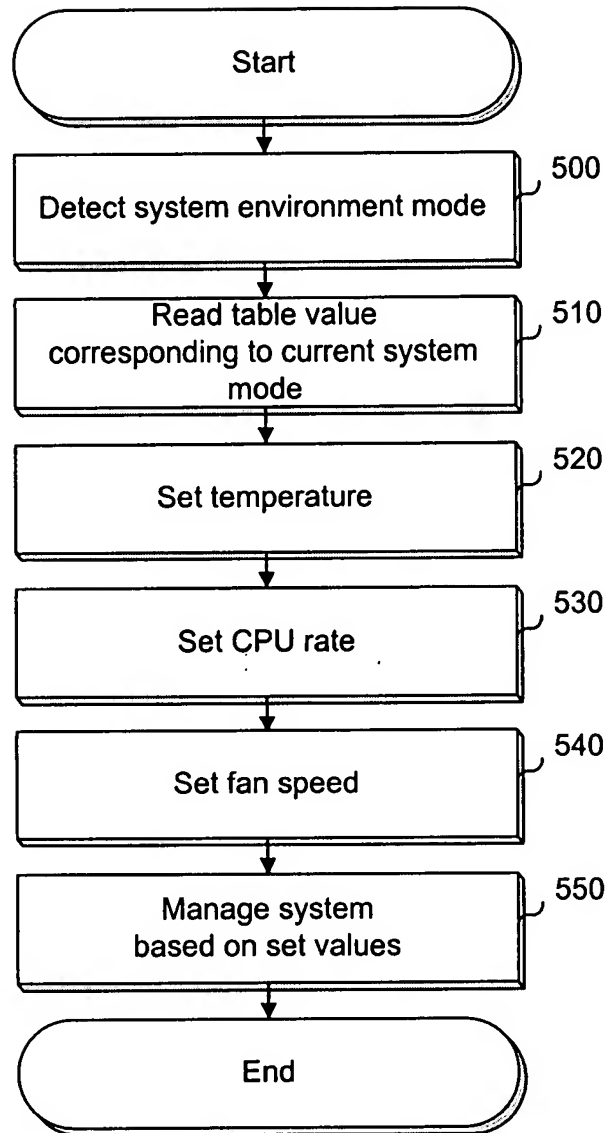 Start
500
Detect system environment mode
510
Read table value
corresponding to current system
mode
520
Set temperature
530
Set CPU rate
540
Set fan speed
550
Manage system
based on set values
End